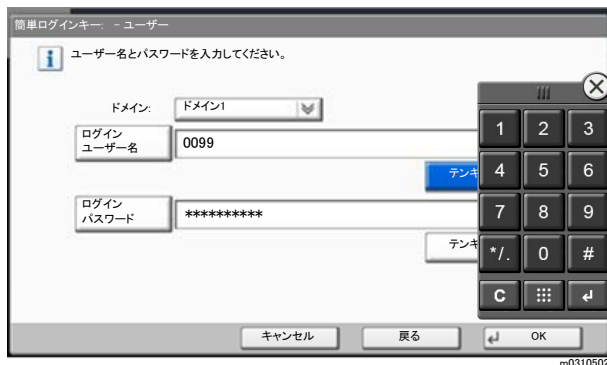 簡単ログインキー: - ユーザー
ユーザー名とパスワードを入力してください。
ドメイン: ドメイン1
ログイン
ユーザー名
0099
テンキ
ログイン
パスワード
**********
テンキ
1 2 3
4 5 6
7 8 9
*/. 0 #
C
キャンセル 戻る OK
m0310502